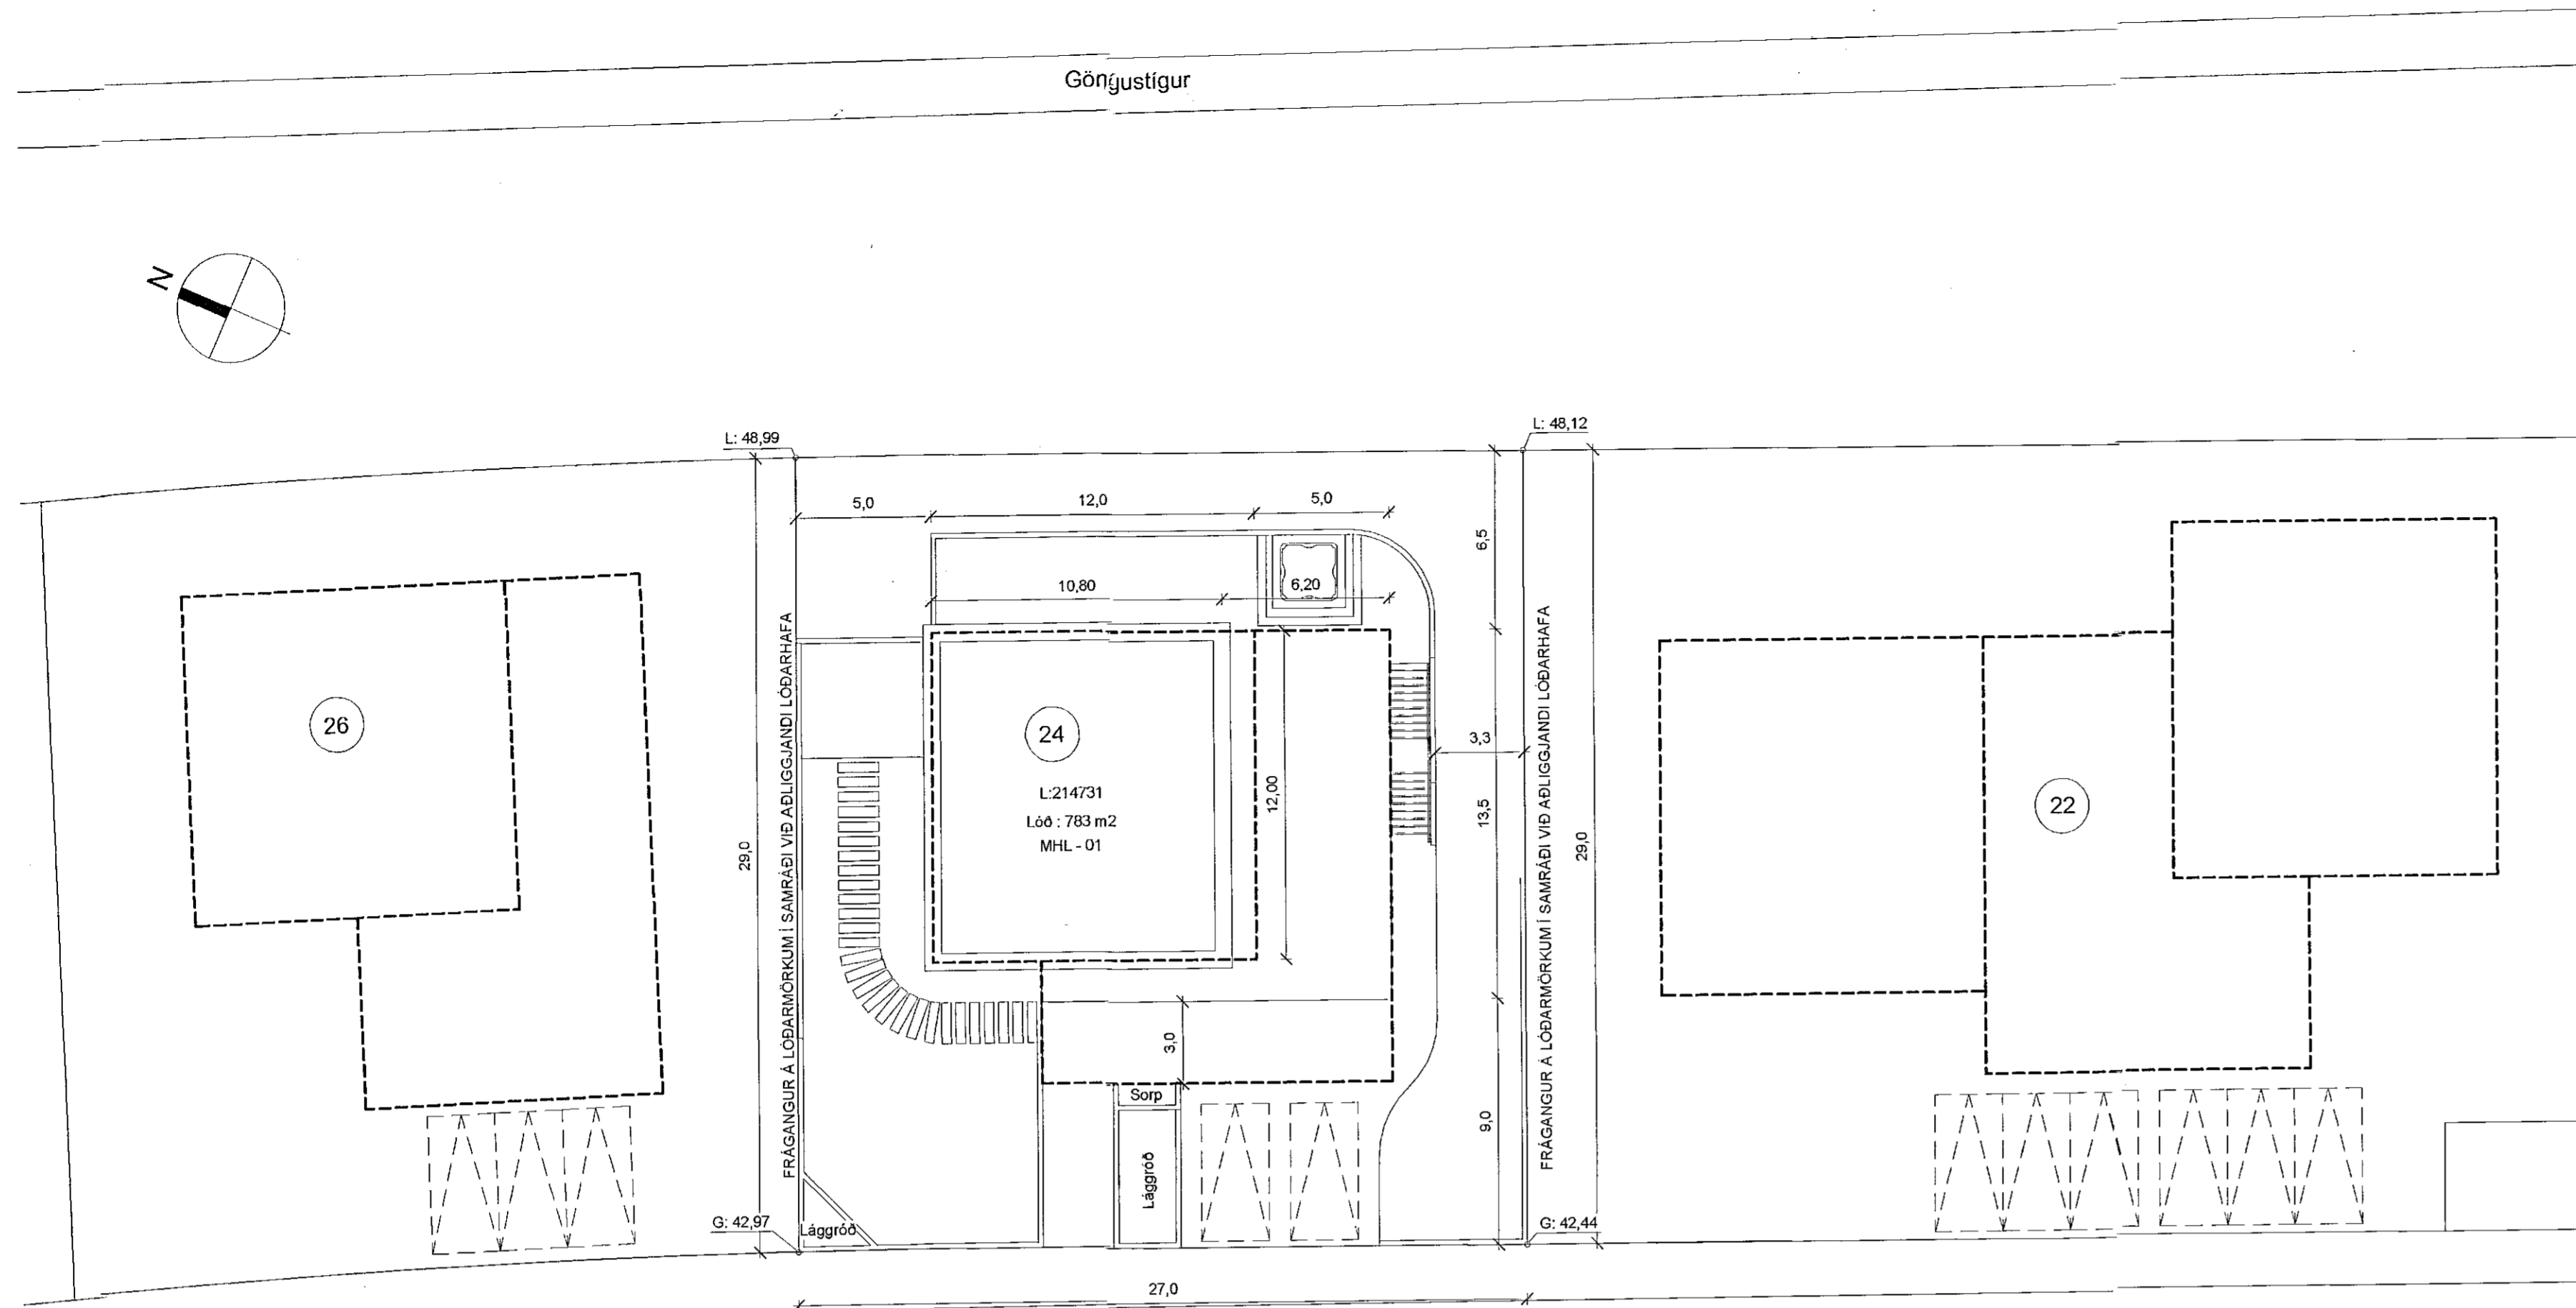 Göngustígur
N
L: 48,99
L: 48,12
5,0
12,0
5,0
6,5
10,80
6,20
FRÁGANGUR Á LÓÐARMÖRKUM Í SAMRÁÐI VIÐ AÐLIGGJANDI LÓÐARHAFA
FRÁGANGUR Á LÓÐARMÖRKUM Í SAMRÁÐI VIÐ AÐLIGGJANDI LÓÐARHAFA
26
24
3,3
L:214731
Lóð : 783 m2
MHL - 01
12,00
13,5
22
29,0
29,0
3,0
Sorp
9,0
Lággróð
Lággróð
G: 42,97
G: 42,44
27,0